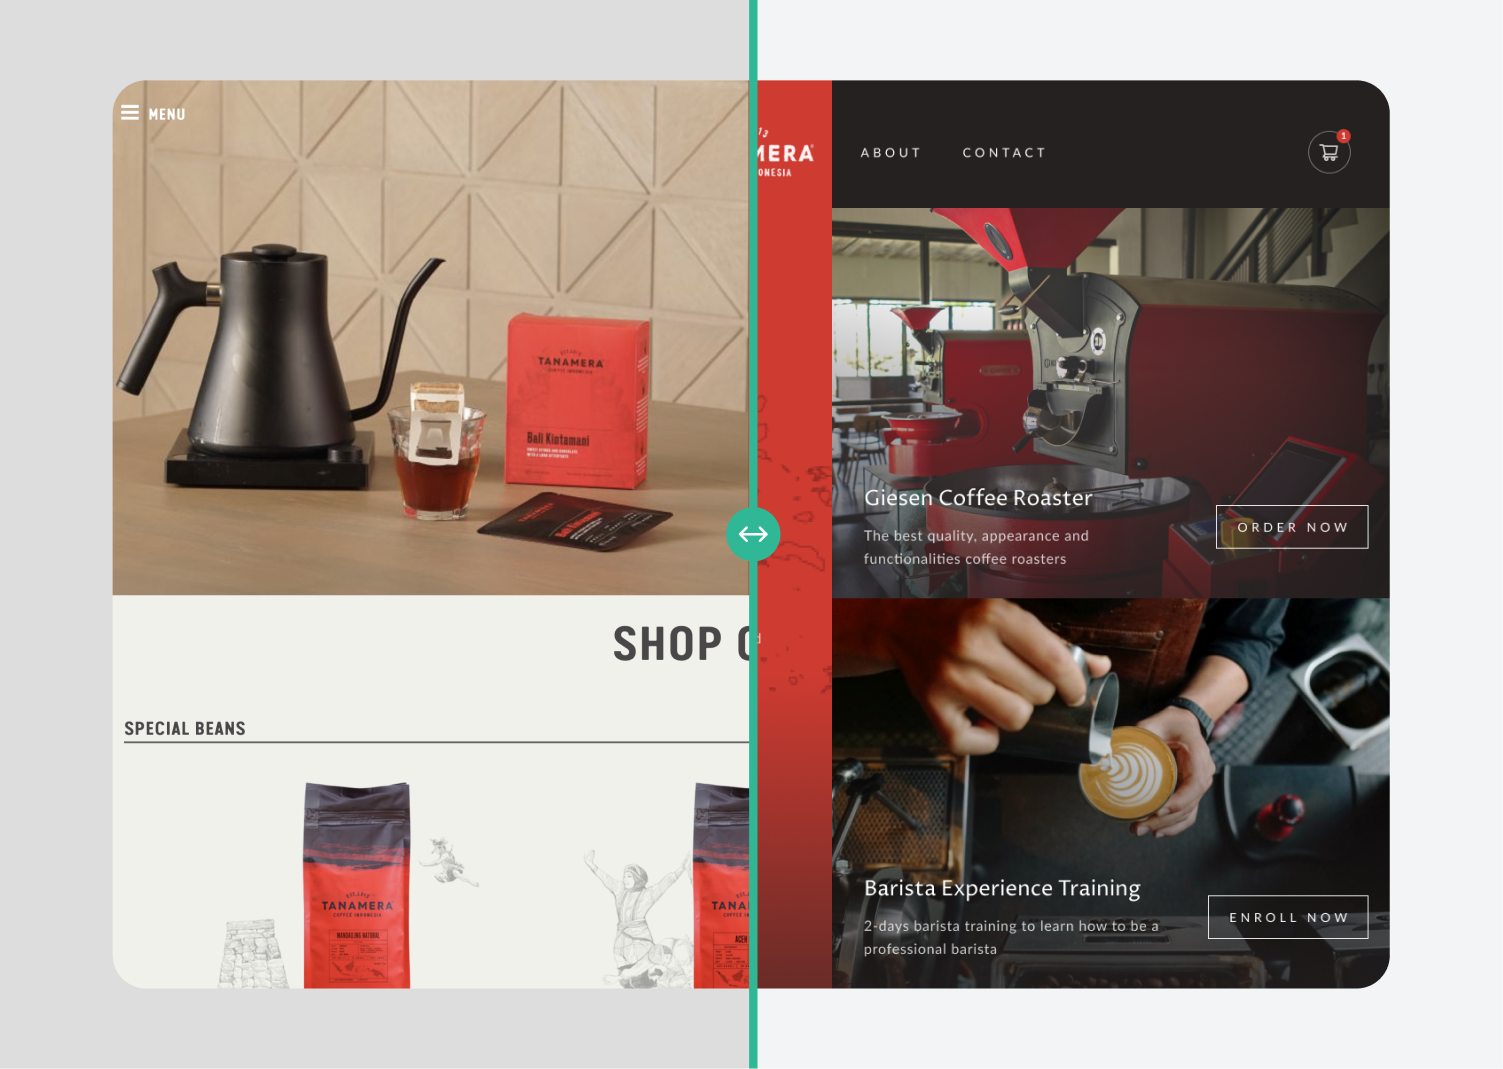 MENU
TANAMERA
COFFEE INDONESIA
Bali Kintamani
SHOP
SPECIAL BEANS
TANAMERA
COFFEE INDONESIA
MANDAILING NATURAL
TANA
ACEH
MERA
ONESIA
ABOUT
CONTACT
1
Giesen Coffee Roaster
The best quality, appearance and
functionalities coffee roasters
ORDER NOW
d
Barista Experience Training
2-days barista training to learn how to be a
professional barista
ENROLL NOW